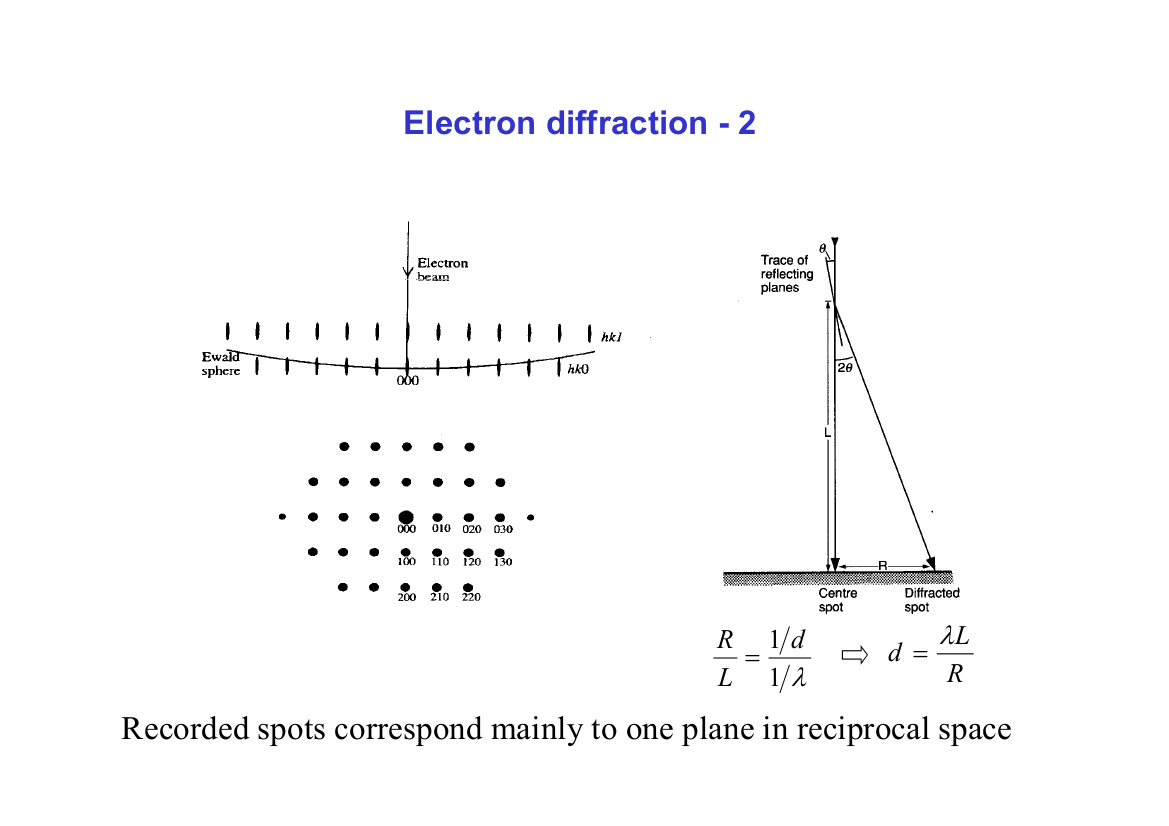 Electron diffraction - 2
Electron
beam
hk1
Ewald
sphere
hk0
000
000 010 020 030
100 110 120 130
200 210 220
θ
Trace of
reflecting
planes
2θ
L
R
Centre
spot
Diffracted
spot
R/L = (1/d)/(1/λ) ⇨ d = λL/R
Recorded spots correspond mainly to one plane in reciprocal space